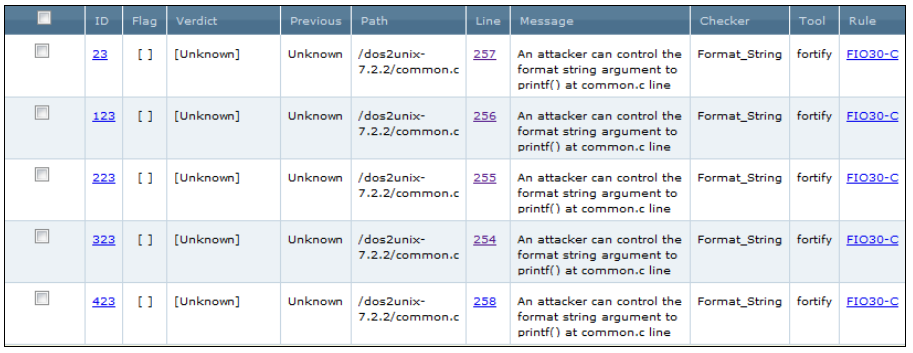 ID Flag Verdict Previous Path Line Message Checker Tool Rule
23 [ ] [Unknown] Unknown /dos2unix- 257 An attacker can control the Format_String fortify FIO30-C
7.2.2/common.c format string argument to
printf() at common.c line
123 [ ] [Unknown] Unknown /dos2unix- 256 An attacker can control the Format_String fortify FIO30-C
7.2.2/common.c format string argument to
printf() at common.c line
223 [ ] [Unknown] Unknown /dos2unix- 255 An attacker can control the Format_String fortify FIO30-C
7.2.2/common.c format string argument to
printf() at common.c line
323 [ ] [Unknown] Unknown /dos2unix- 254 An attacker can control the Format_String fortify FIO30-C
7.2.2/common.c format string argument to
printf() at common.c line
423 [ ] [Unknown] Unknown /dos2unix- 258 An attacker can control the Format_String fortify FIO30-C
7.2.2/common.c format string argument to
printf() at common.c line